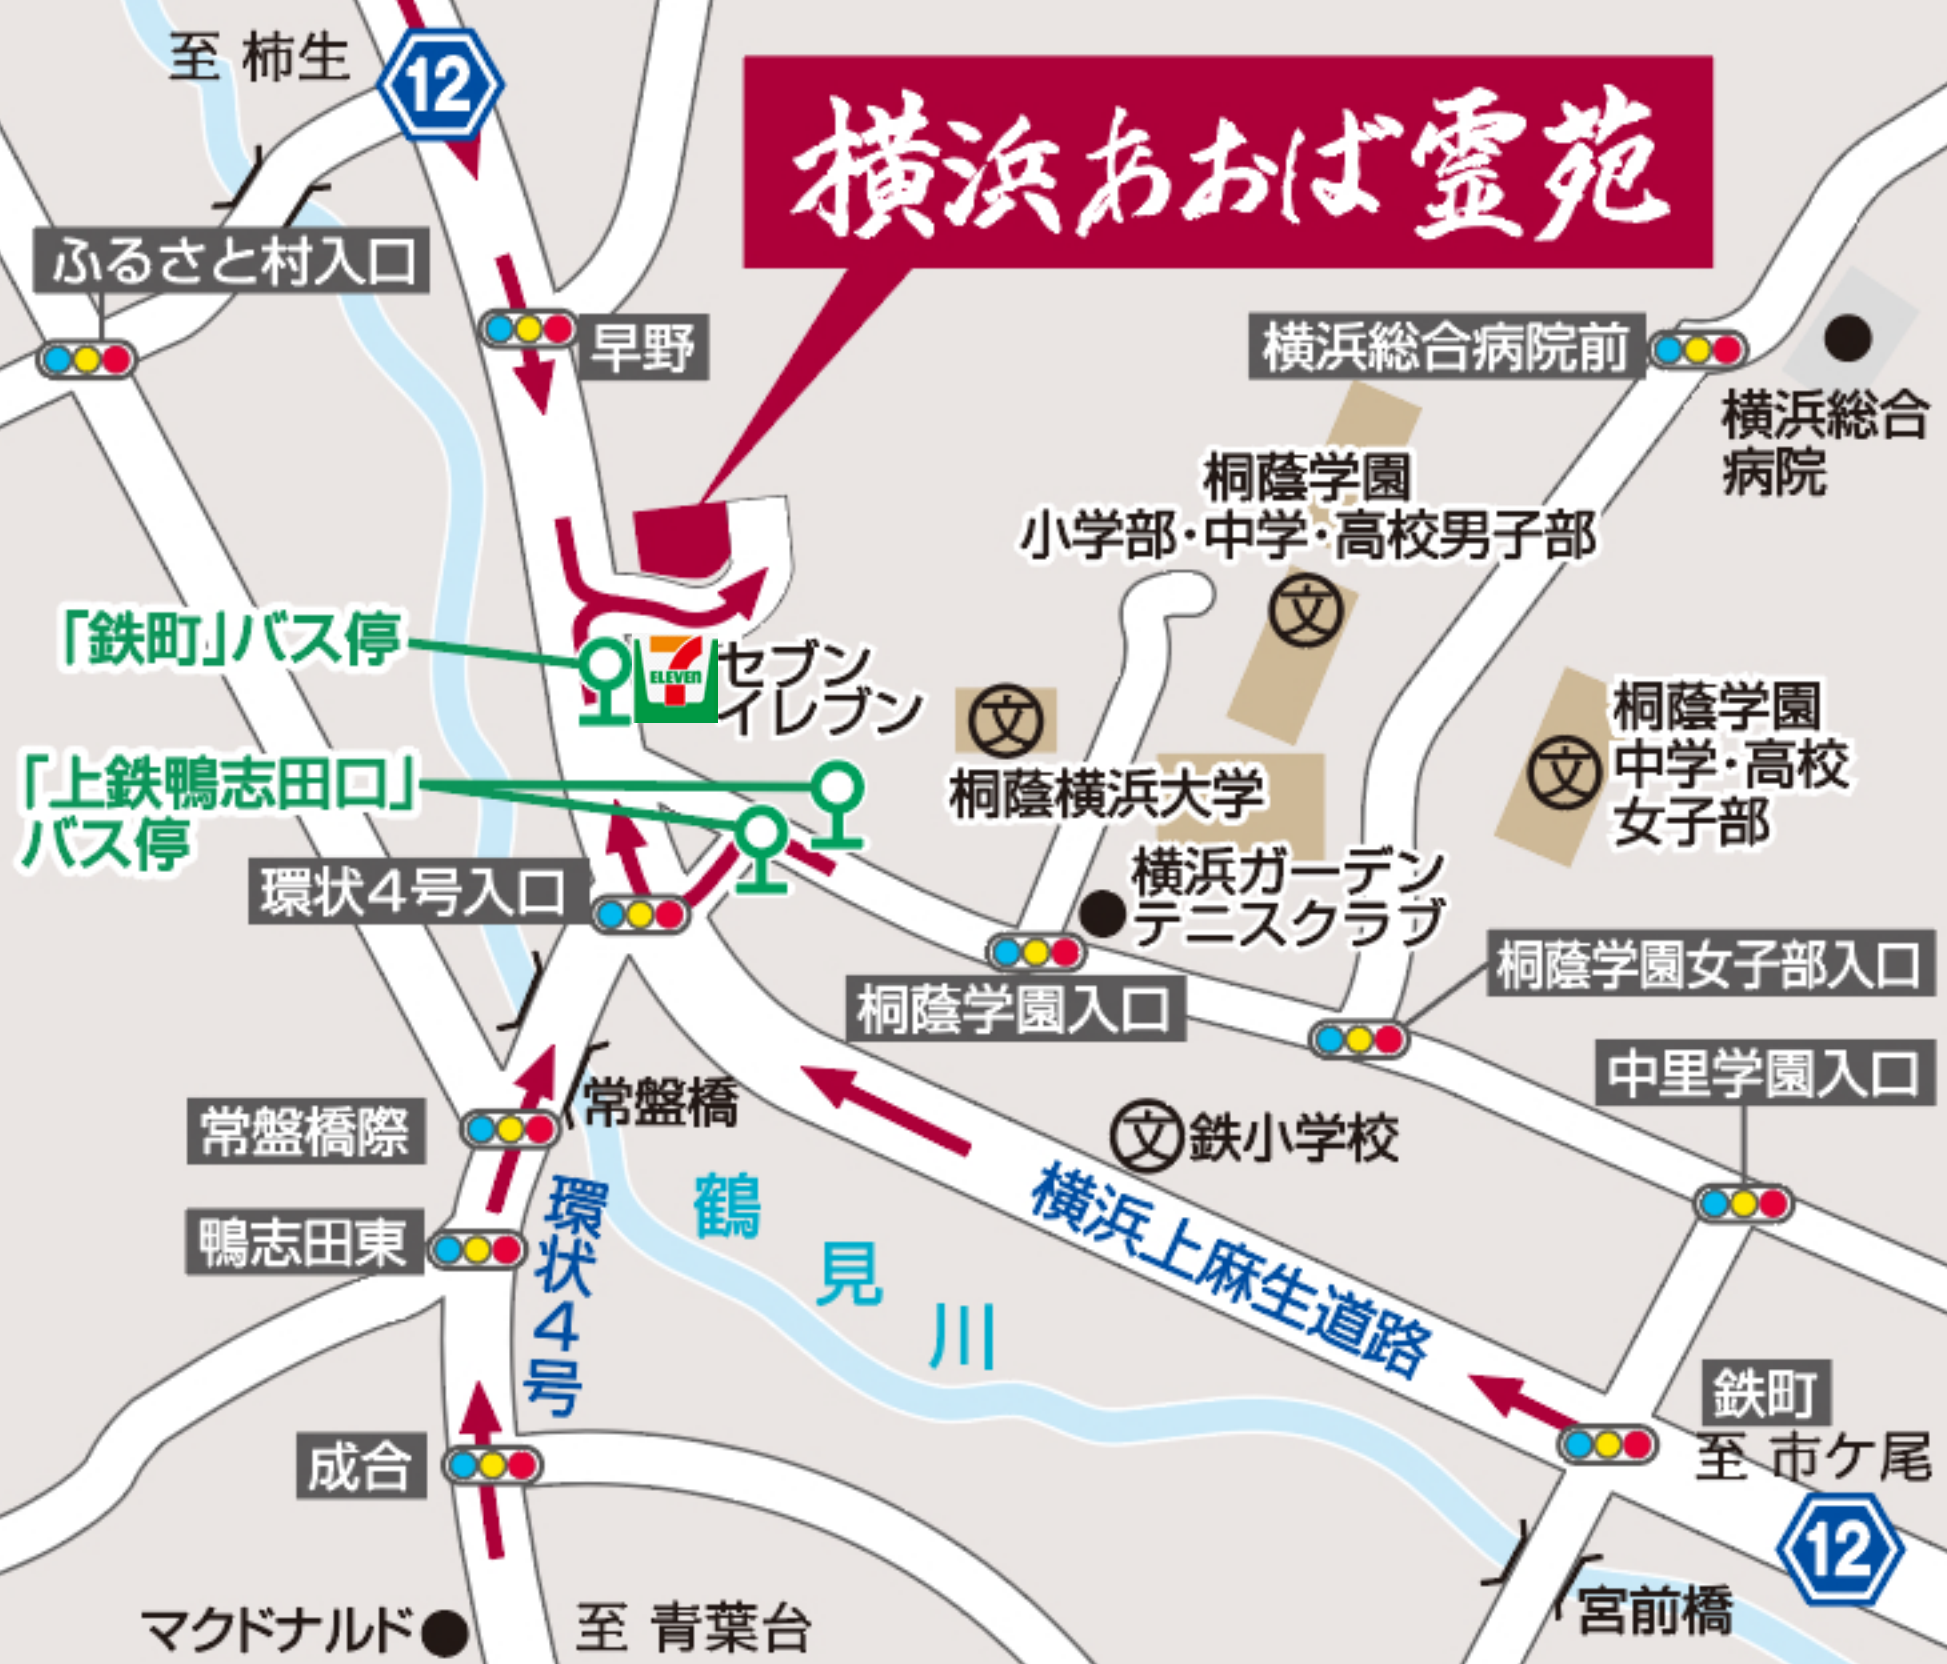 至 柿生
12
横浜あおば霊苑
ふるさと村入口
早野
横浜総合病院前
横浜総合
病院
桐蔭学園
小学部・中学・高校男子部
文
「鉄町」バス停
7
ELEVEN
セブン
イレブン
文
桐蔭横浜大学
桐蔭学園
中学・高校
女子部
文
「上鉄鴨志田口」
バス停
横浜ガーデン
テニスクラブ
環状4号入口
桐蔭学園入口
桐蔭学園女子部入口
中里学園入口
常盤橋
常盤橋際
文
鉄小学校
鴨志田東
環状4号
鶴見川
横浜上麻生道路
鉄町
至 市ケ尾
12
成合
宮前橋
マクドナルド
至 青葉台